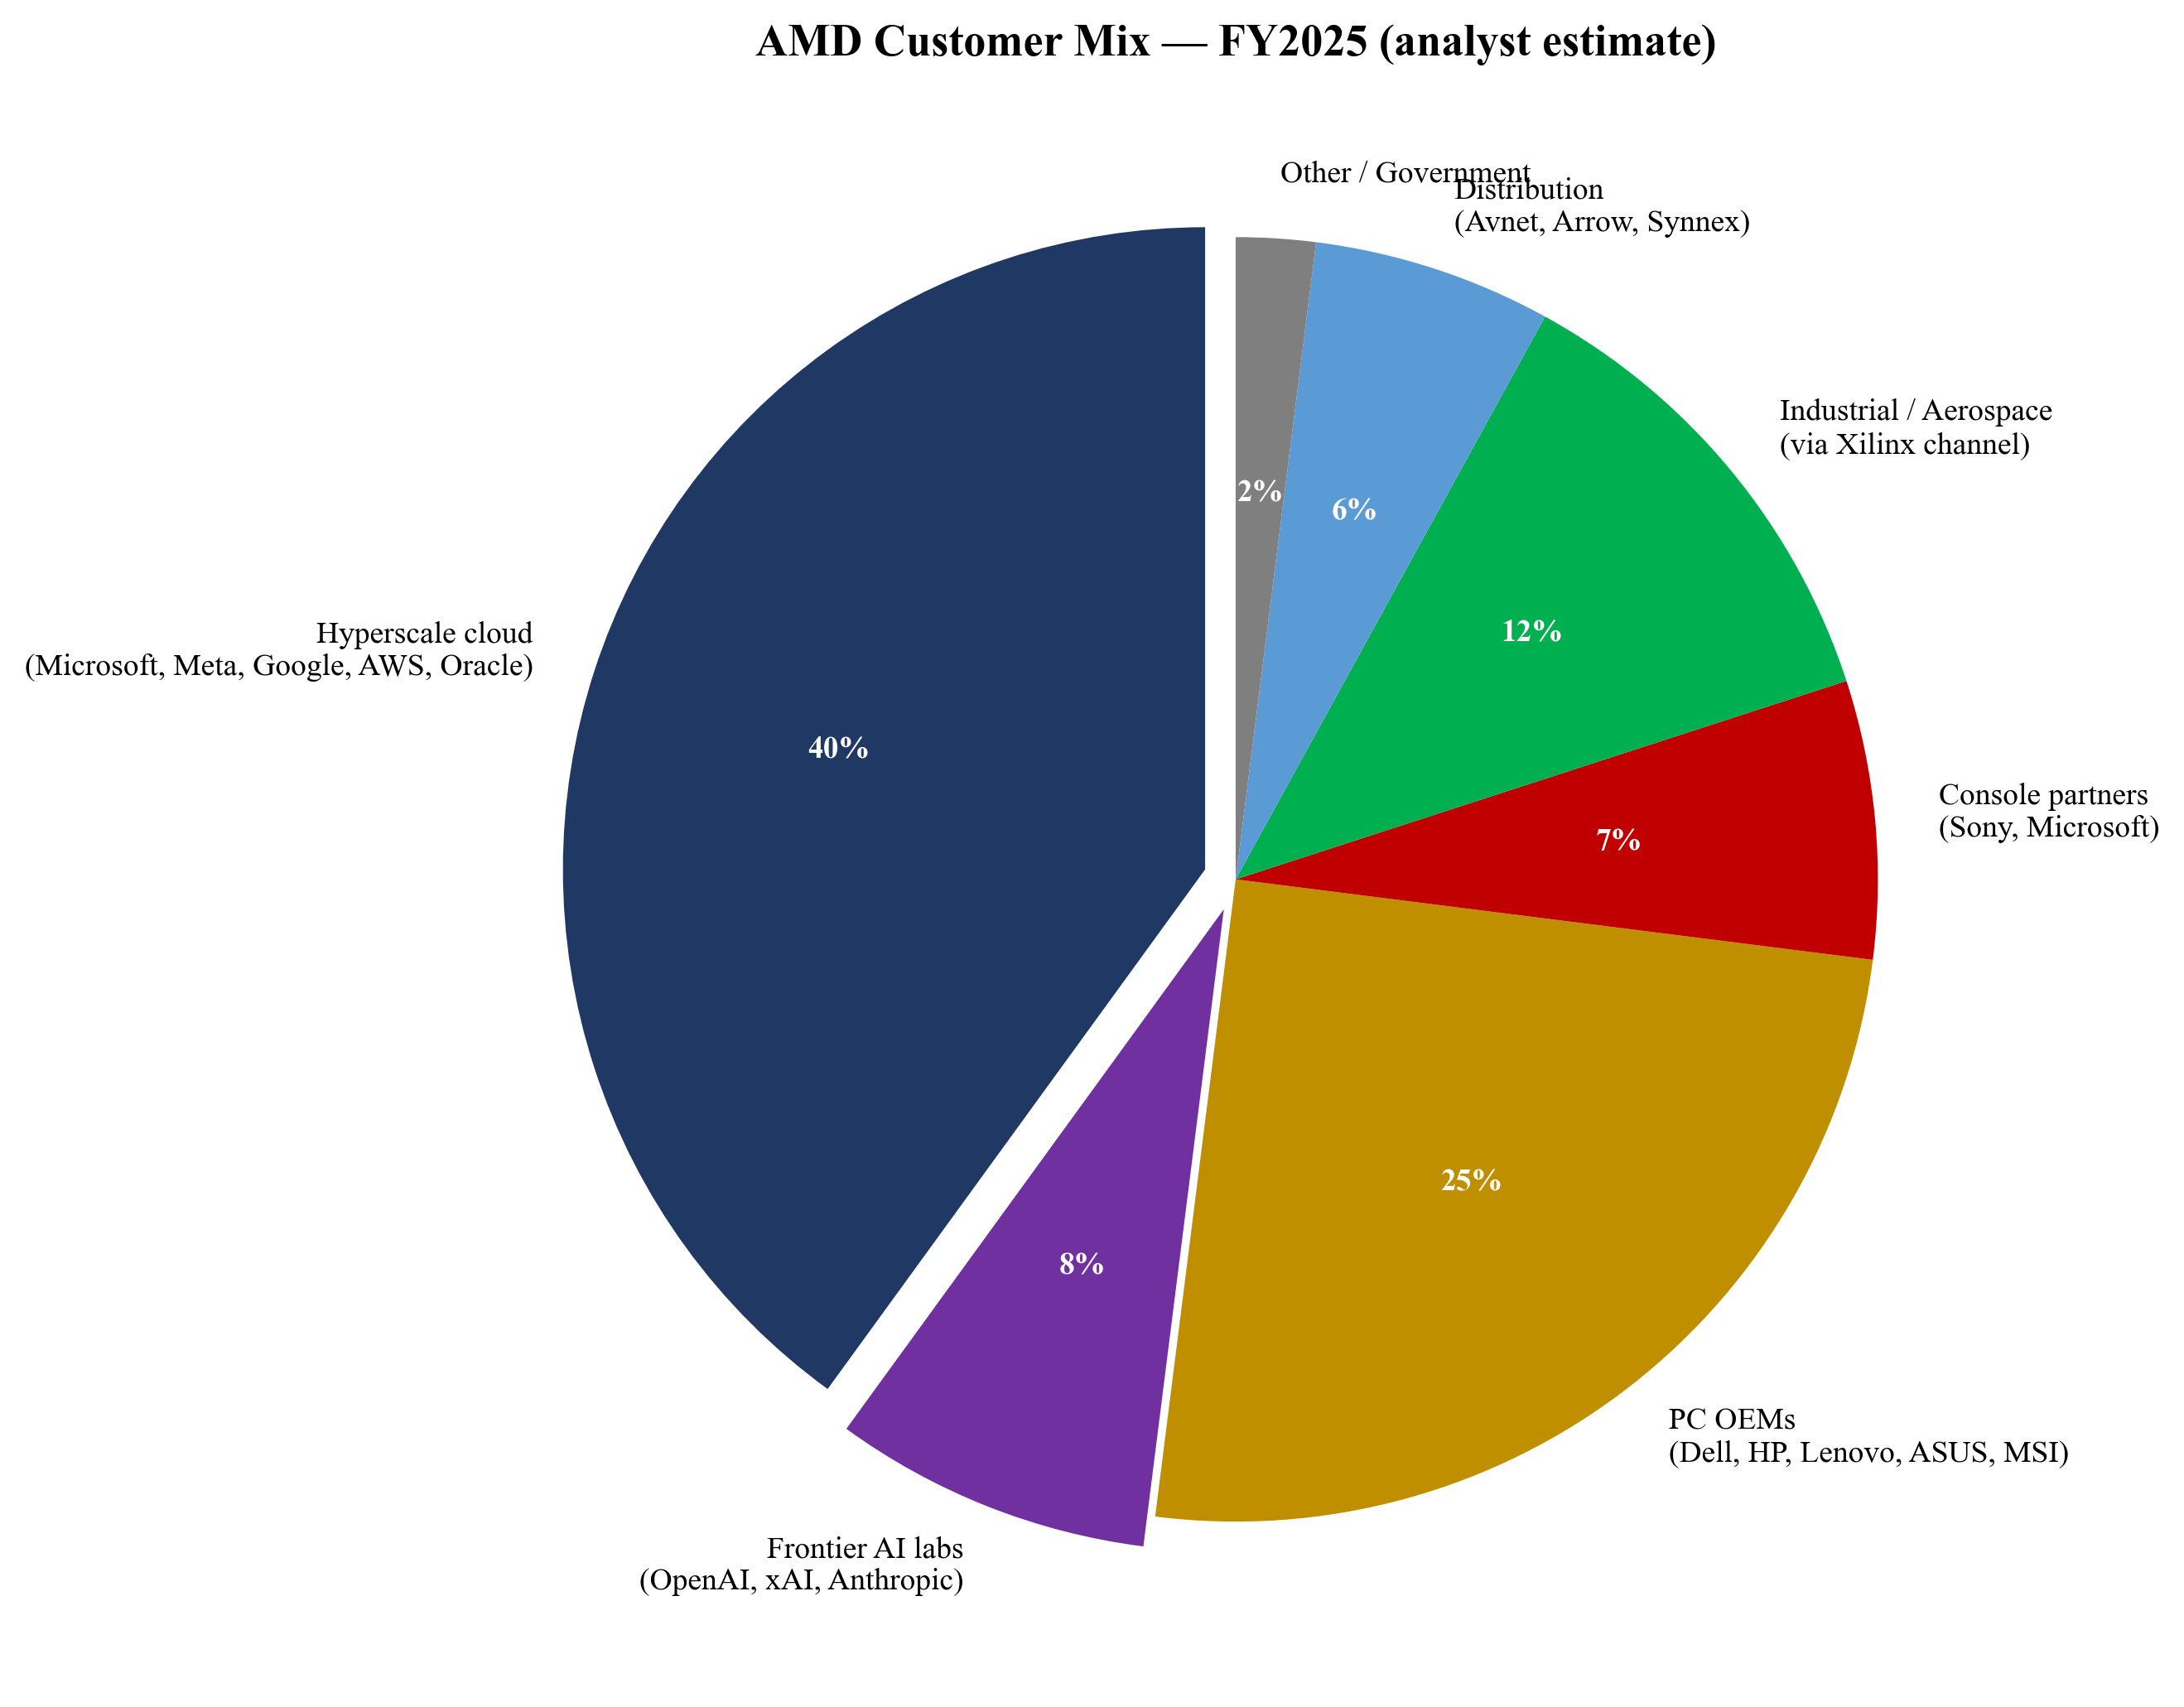 AMD Customer Mix — FY2025 (analyst estimate)
Other / Government
Distribution
(Avnet, Arrow, Synnex)
Industrial / Aerospace
(via Xilinx channel)
2%
6%
12%
Hyperscale cloud
(Microsoft, Meta, Google, AWS, Oracle)
40%
Console partners
(Sony, Microsoft)
7%
25%
8%
PC OEMs
(Dell, HP, Lenovo, ASUS, MSI)
Frontier AI labs
(OpenAI, xAI, Anthropic)